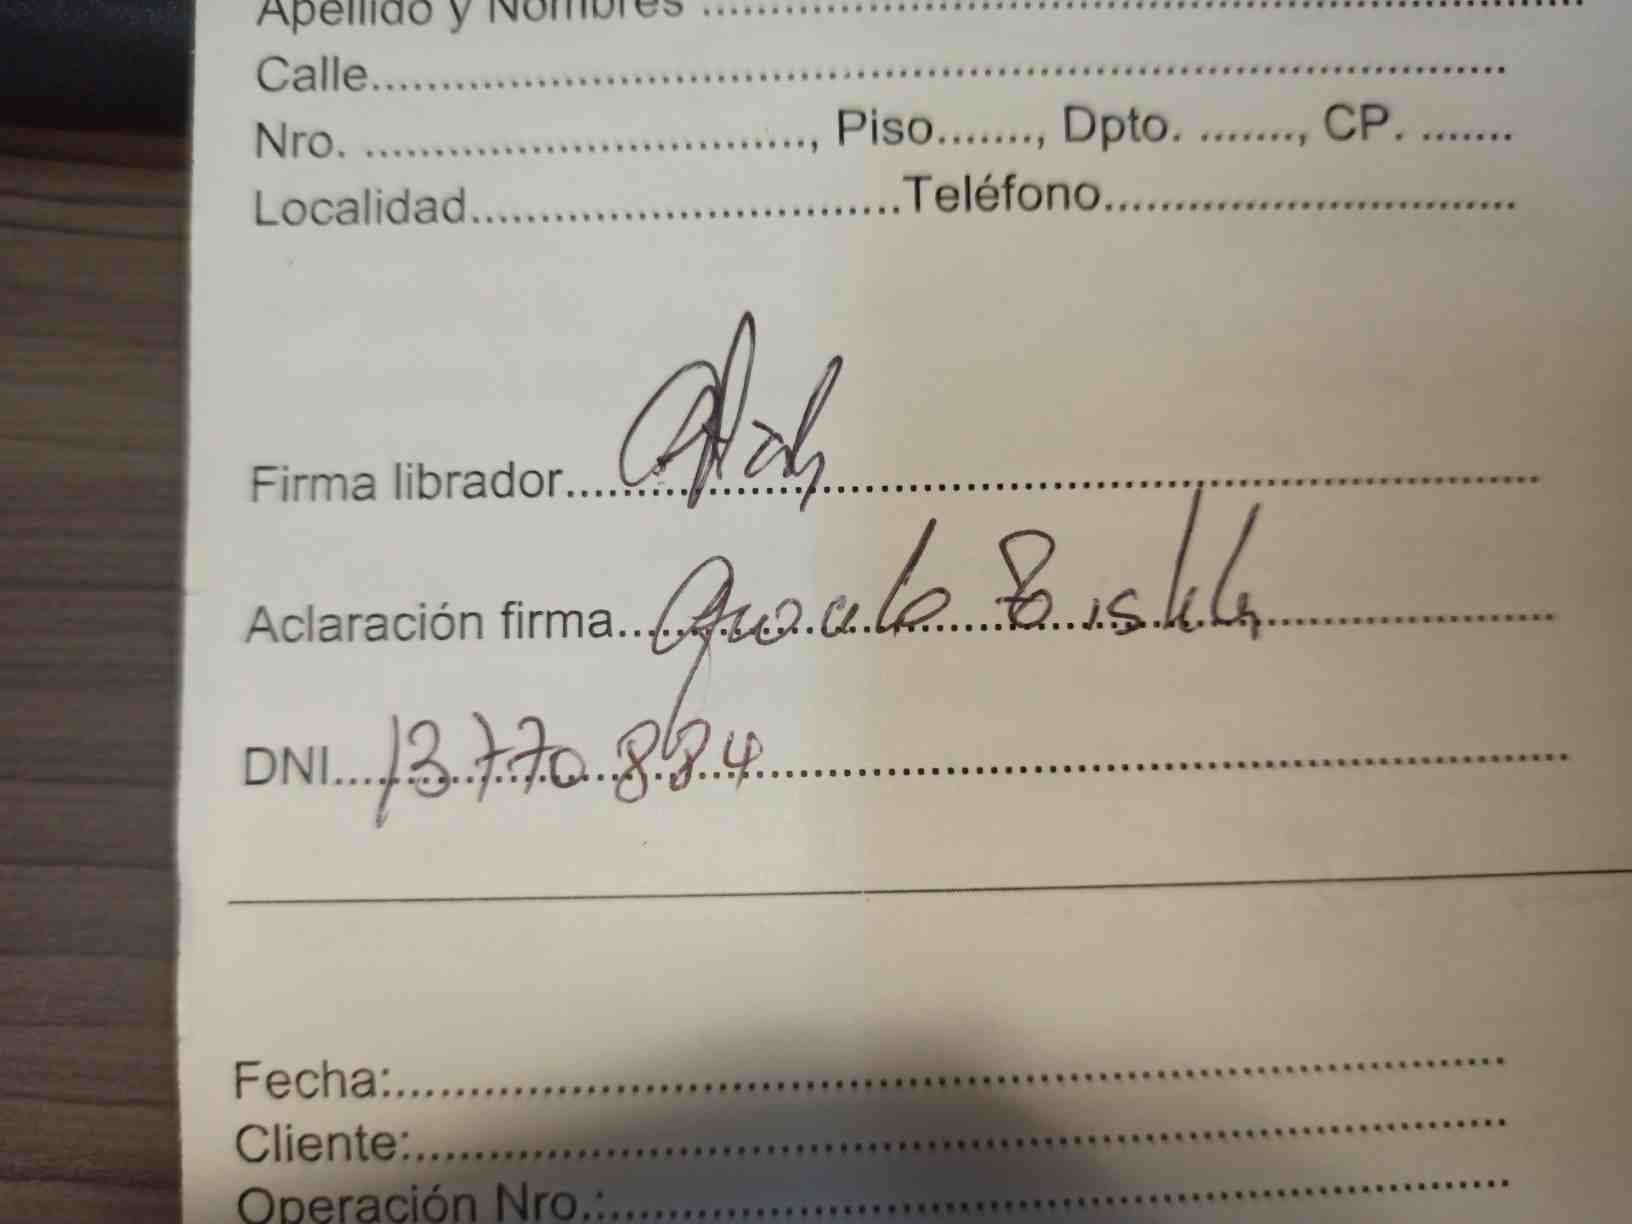 Apellido y Nombres ........................................................
Calle........................................................................
Nro. ................................, Piso......., Dpto. ......., CP. .......
Localidad...............................Teléfono..............................
Firma librador................................................................
Aclaración firma..............................................................
DNI....13.770.884.............................................................
Fecha:........................................................................
Cliente:......................................................................
Operación Nro.:...............................................................